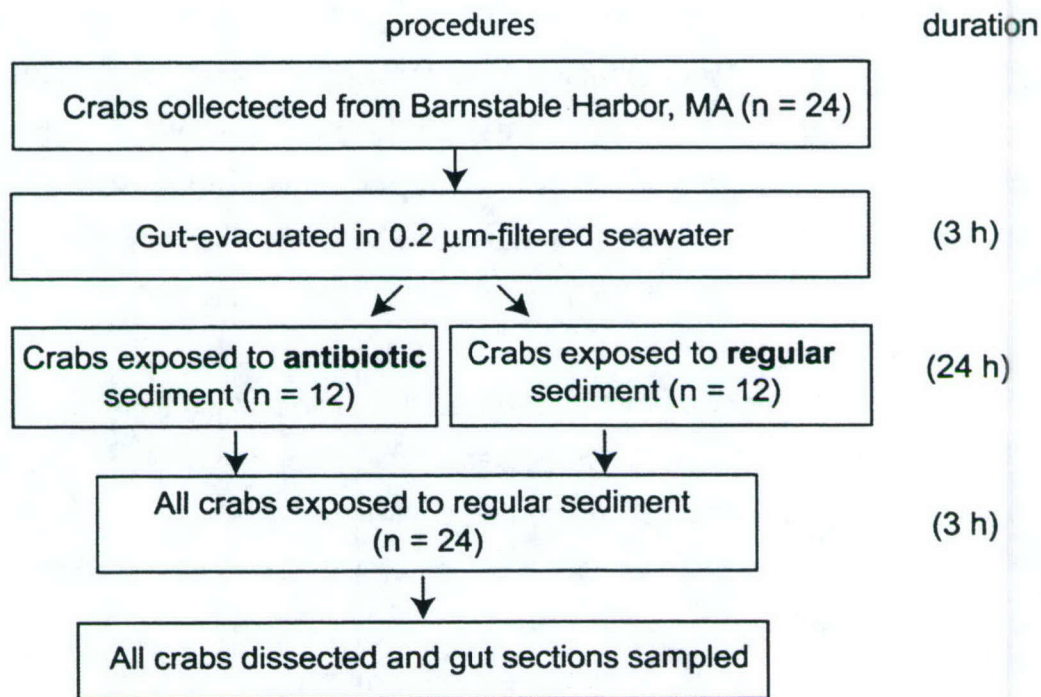 procedures duration
Crabs collectected from Barnstable Harbor, MA (n = 24)
Gut-evacuated in 0.2 μm-filtered seawater (3 h)
Crabs exposed to antibiotic
sediment (n = 12)
Crabs exposed to regular
sediment (n = 12)
(24 h)
All crabs exposed to regular sediment
(n = 24)
(3 h)
All crabs dissected and gut sections sampled